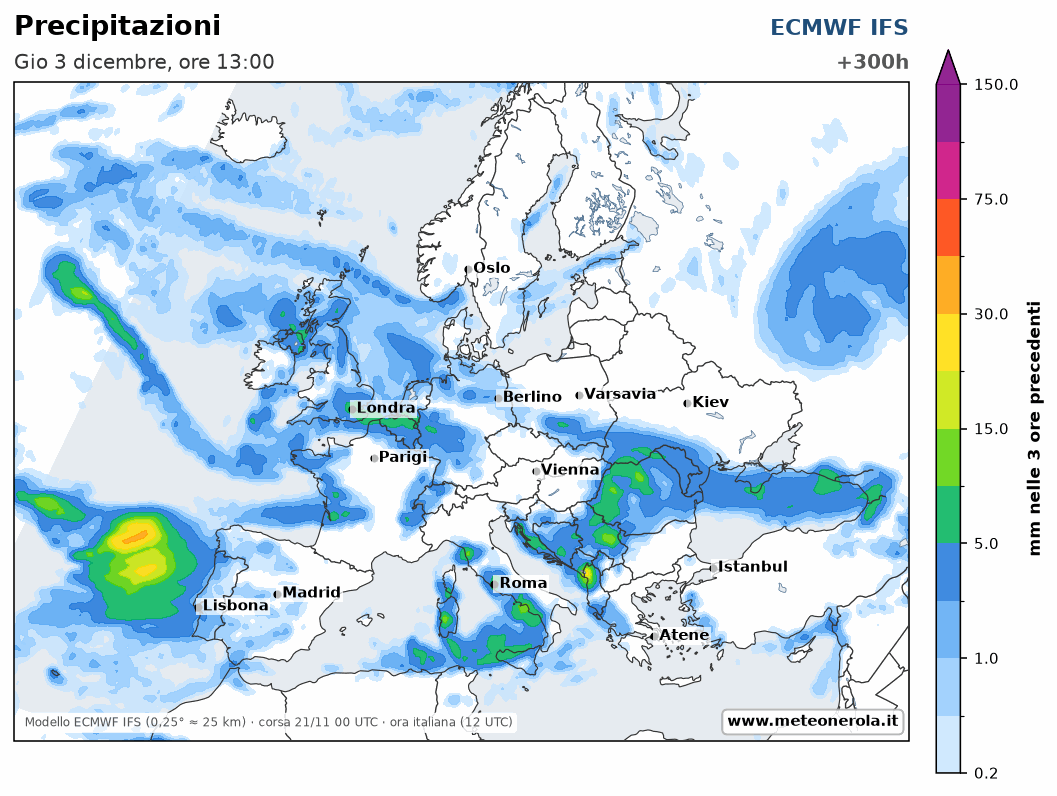 Precipitazioni
ECMWF IFS
Gio 3 dicembre, ore 13:00
+300h
150.0
75.0
30.0
15.0
5.0
1.0
0.2
mm nelle 3 ore precedenti
Oslo
Berlino
Varsavia
Kiev
Londra
Parigi
Vienna
Istanbul
Roma
Madrid
Lisbona
Atene
Modello ECMWF IFS (0,25° ≈ 25 km) · corsa 21/11 00 UTC · ora italiana (12 UTC)
www.meteonerola.it